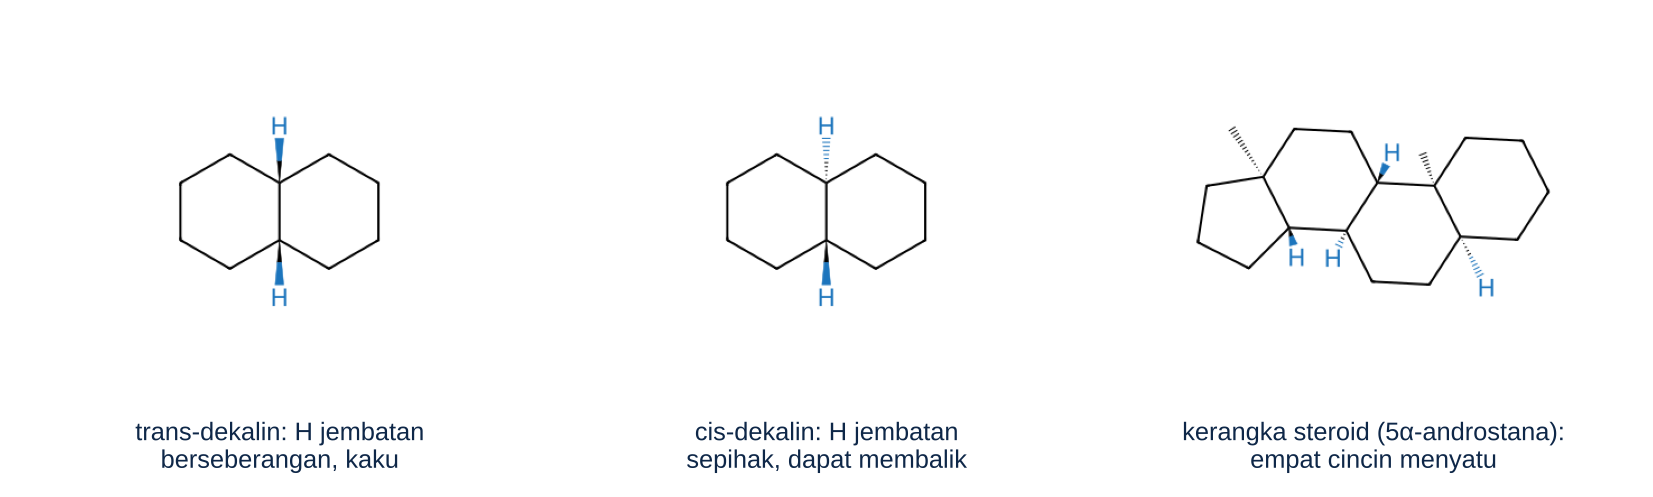 H
H
trans-dekalin: H jembatan
berseberangan, kaku
H
H
cis-dekalin: H jembatan
sepihak, dapat membalik
H
H
H
H
kerangka steroid (5α-androstana):
empat cincin menyatu